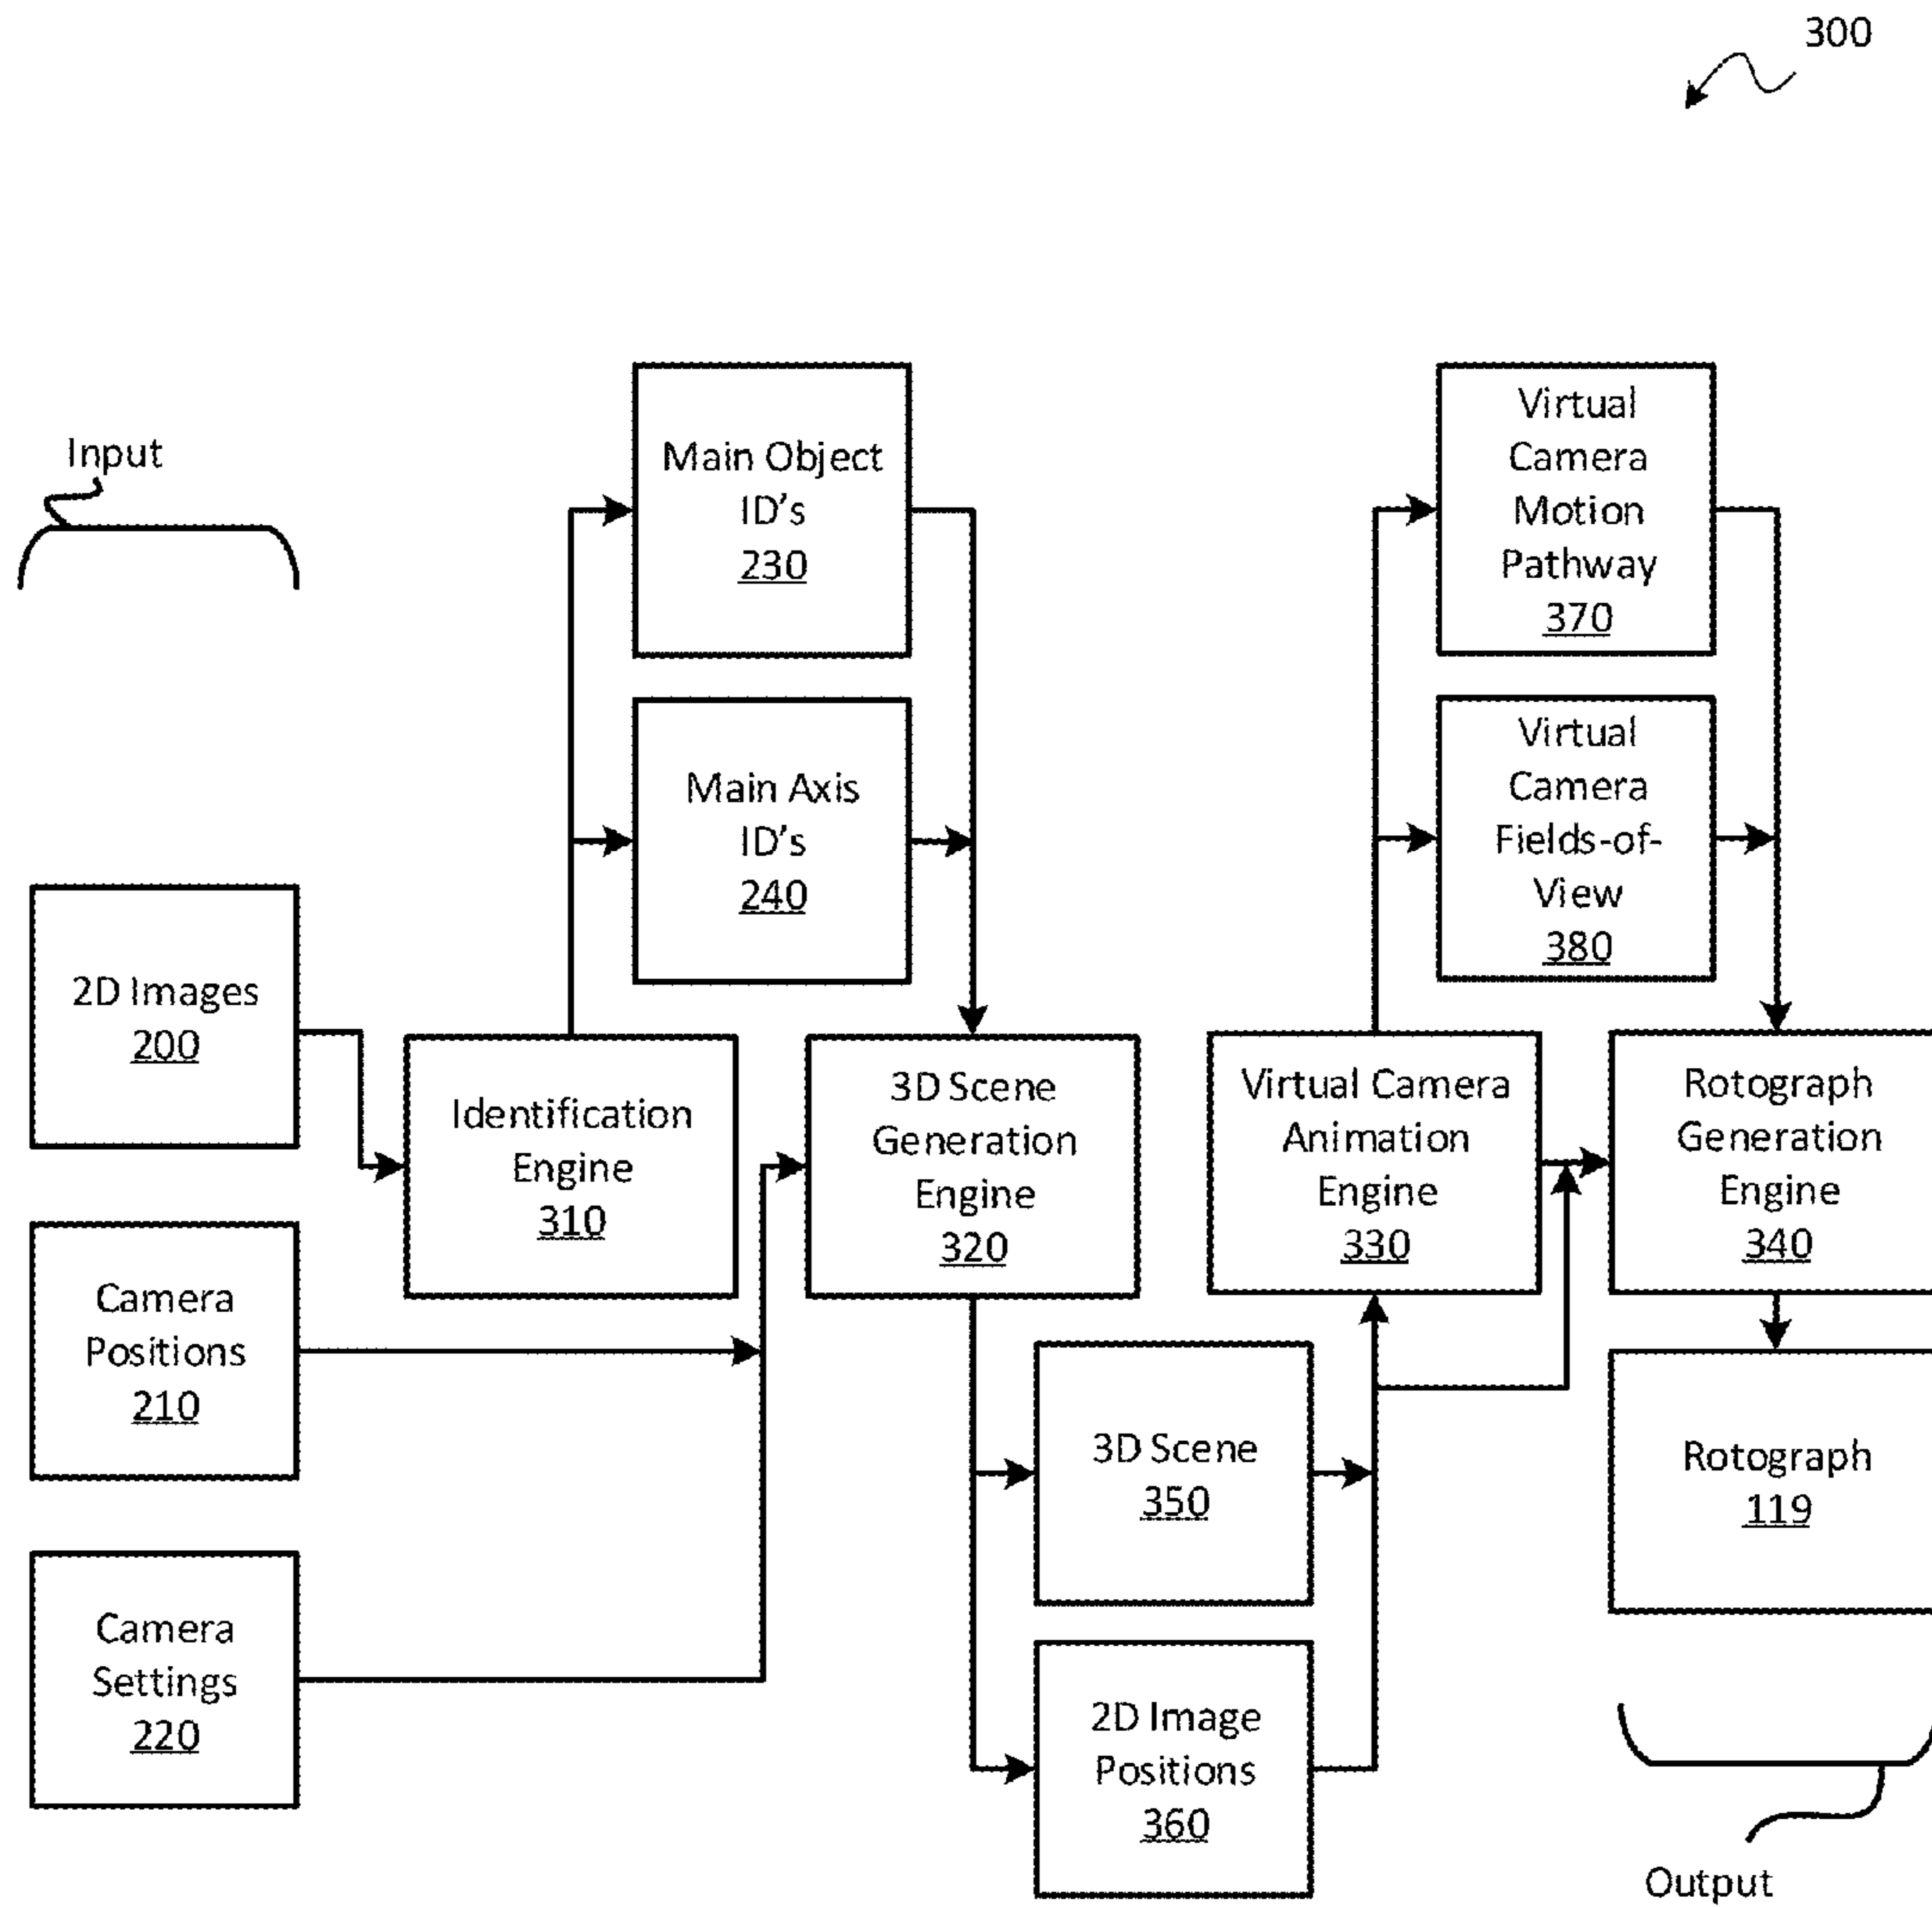 300
Input
Main Object
ID's
230
Main Axis
ID's
240
Virtual
Camera
Motion
Pathway
370
Virtual
Camera
Fields-of-
View
380
2D Images
200
Camera
Positions
210
Camera
Settings
220
Identification
Engine
310
3D Scene
Generation
Engine
320
Virtual Camera
Animation
Engine
330
Rotograph
Generation
Engine
340
3D Scene
350
2D Image
Positions
360
Rotograph
119
Output